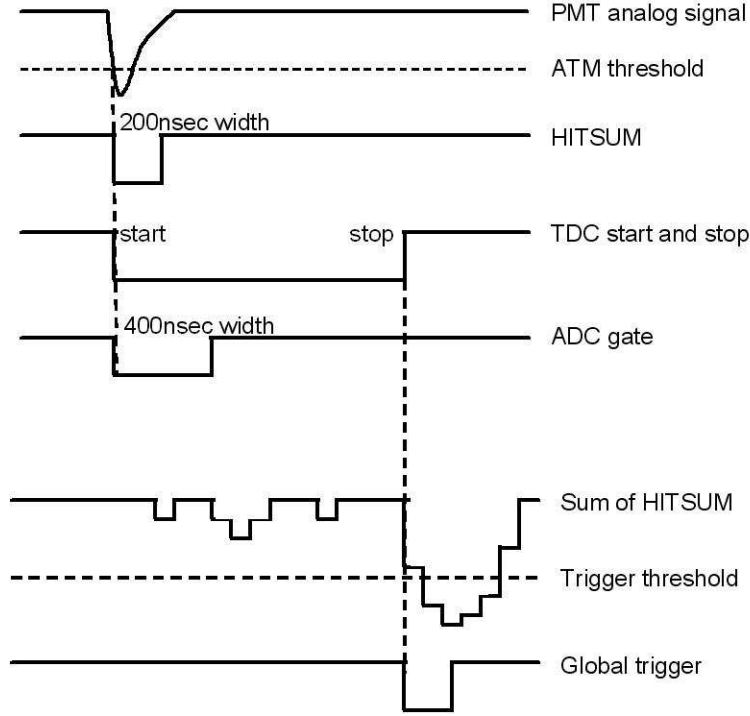 PMT analog signal
ATM threshold
200nsec width
HITSUM
start
stop
TDC start and stop
400nsec width
ADC gate
Sum of HITSUM
Trigger threshold
Global trigger